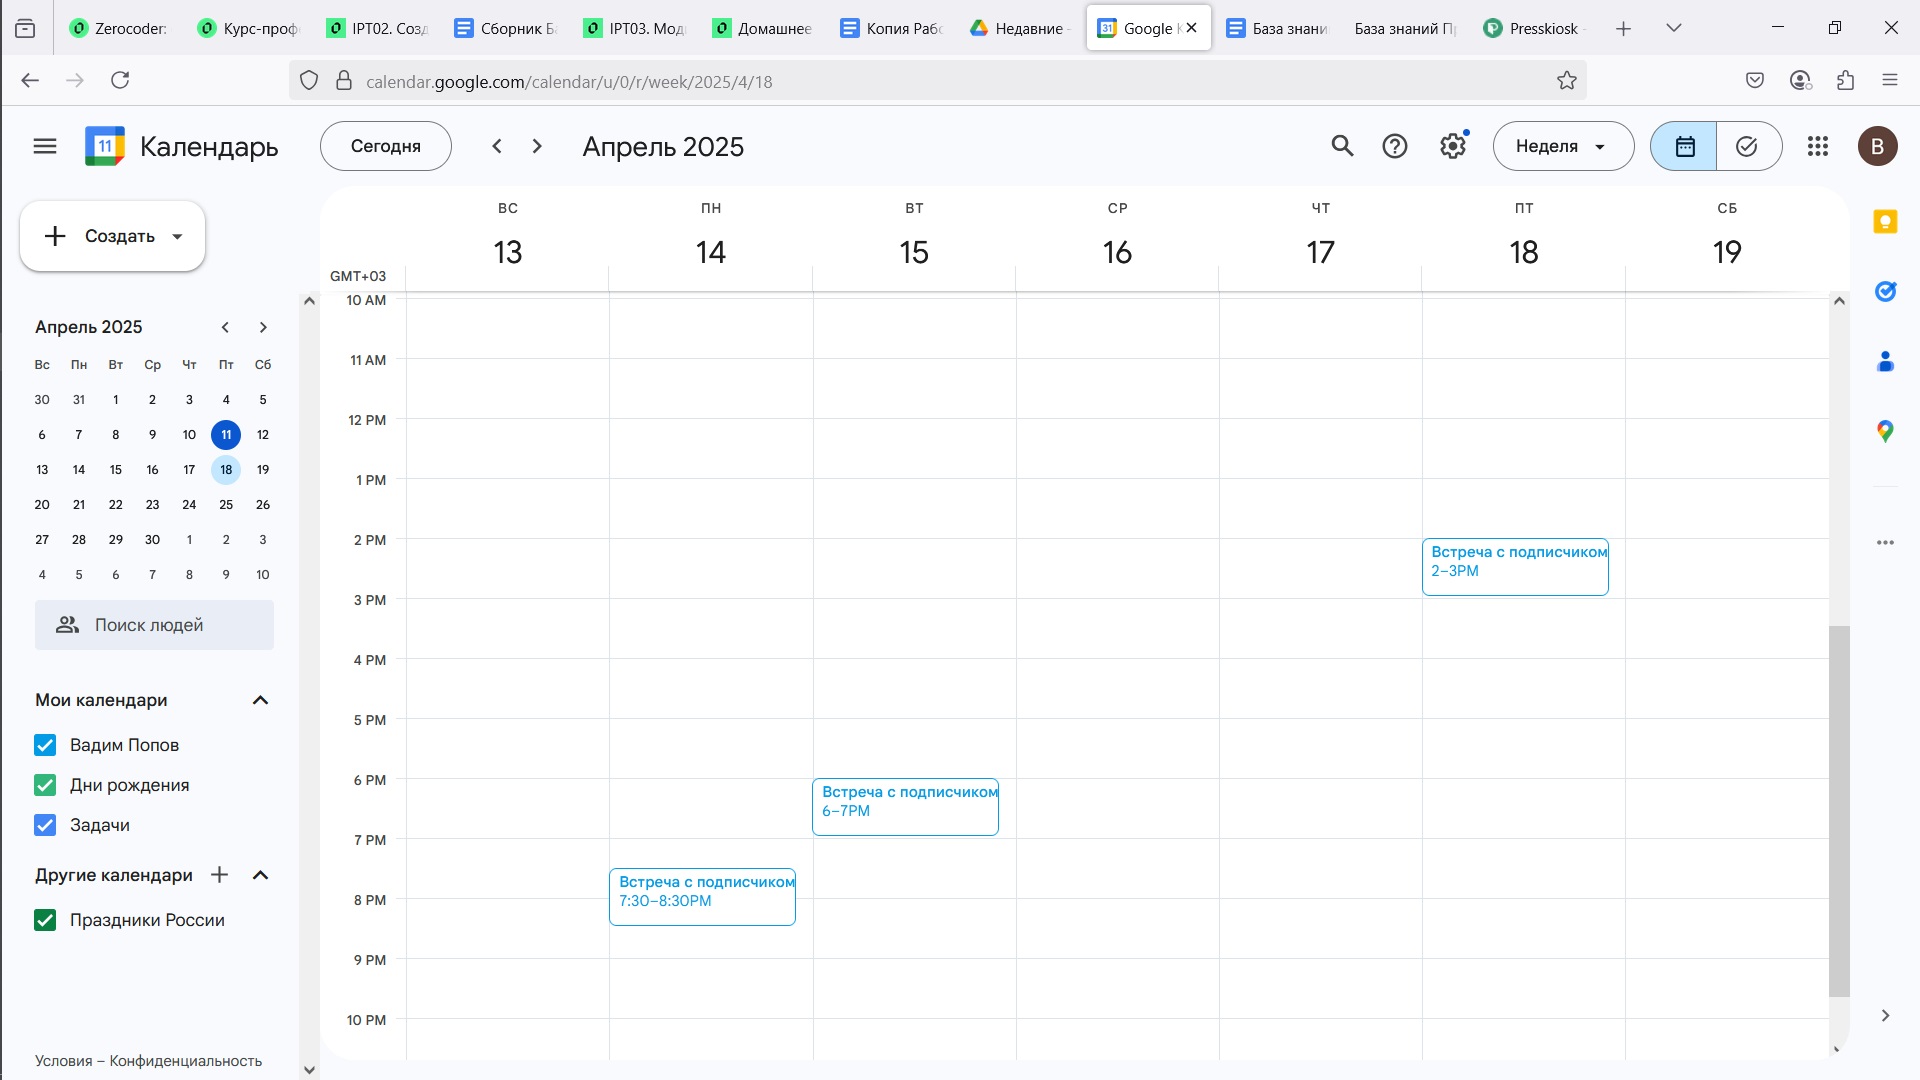 Zerocoder:
Курс-проф
IPT02. Созд
Сборник Ба
IPT03. Мод
Домашнее
Копия Рабо
Недавние -
Google К
База знани
База знаний Пр
Presskiosk -
calendar.google.com/calendar/u/0/r/week/2025/4/18
11
Календарь
Сегодня
Апрель 2025
Неделя
В
Создать
Апрель 2025
Вс Пн Вт Ср Чт Пт Сб
30 31 1 2 3 4 5
6 7 8 9 10 11 12
13 14 15 16 17 18 19
20 21 22 23 24 25 26
27 28 29 30 1 2 3
4 5 6 7 8 9 10
Поиск людей
Мои календари
Вадим Попов
Дни рождения
Задачи
Другие календари
Праздники России
Условия – Конфиденциальность
ВС ПН ВТ СР ЧТ ПТ СБ
13 14 15 16 17 18 19
GMT+03
10 AM
11 AM
12 PM
1 PM
2 PM
Встреча с подписчиком
2–3PM
3 PM
4 PM
5 PM
6 PM
Встреча с подписчиком
6–7PM
7 PM
Встреча с подписчиком
7:30–8:30PM
8 PM
9 PM
10 PM